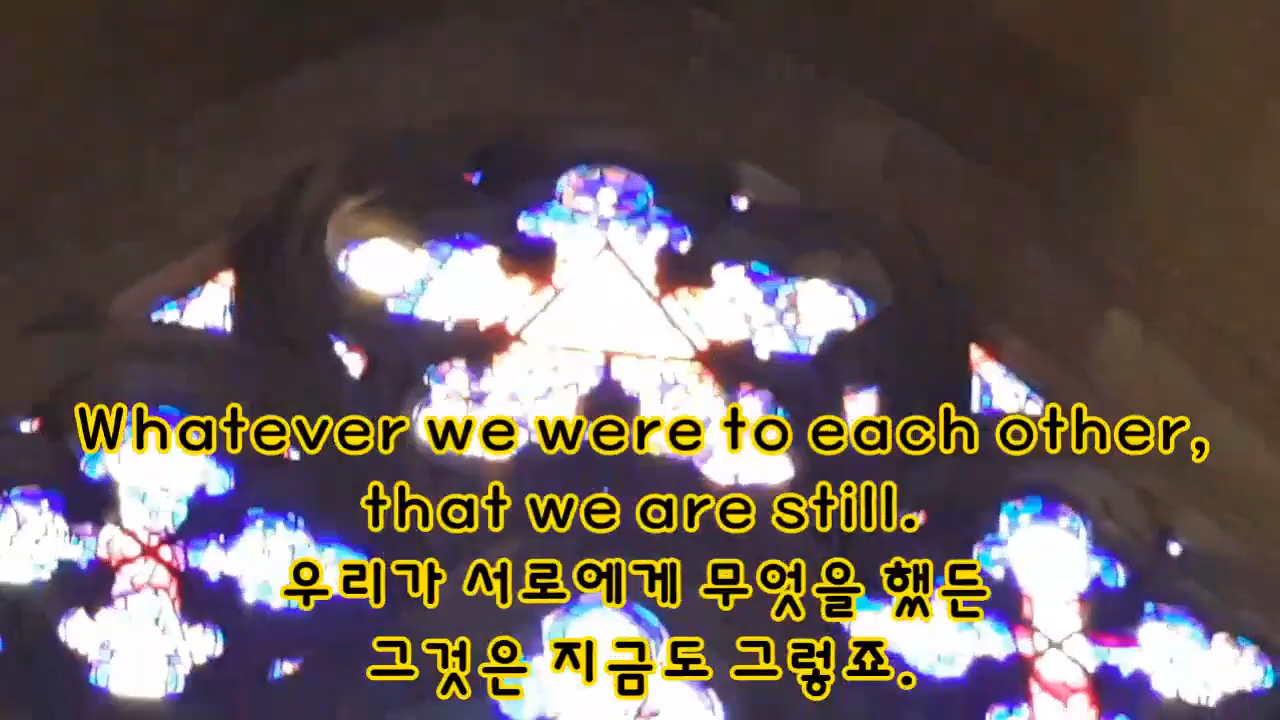 Whatever we were to each other,
that we are still.
우리가 서로에게 무엇을 했든
그것은 지금도 그렇죠.